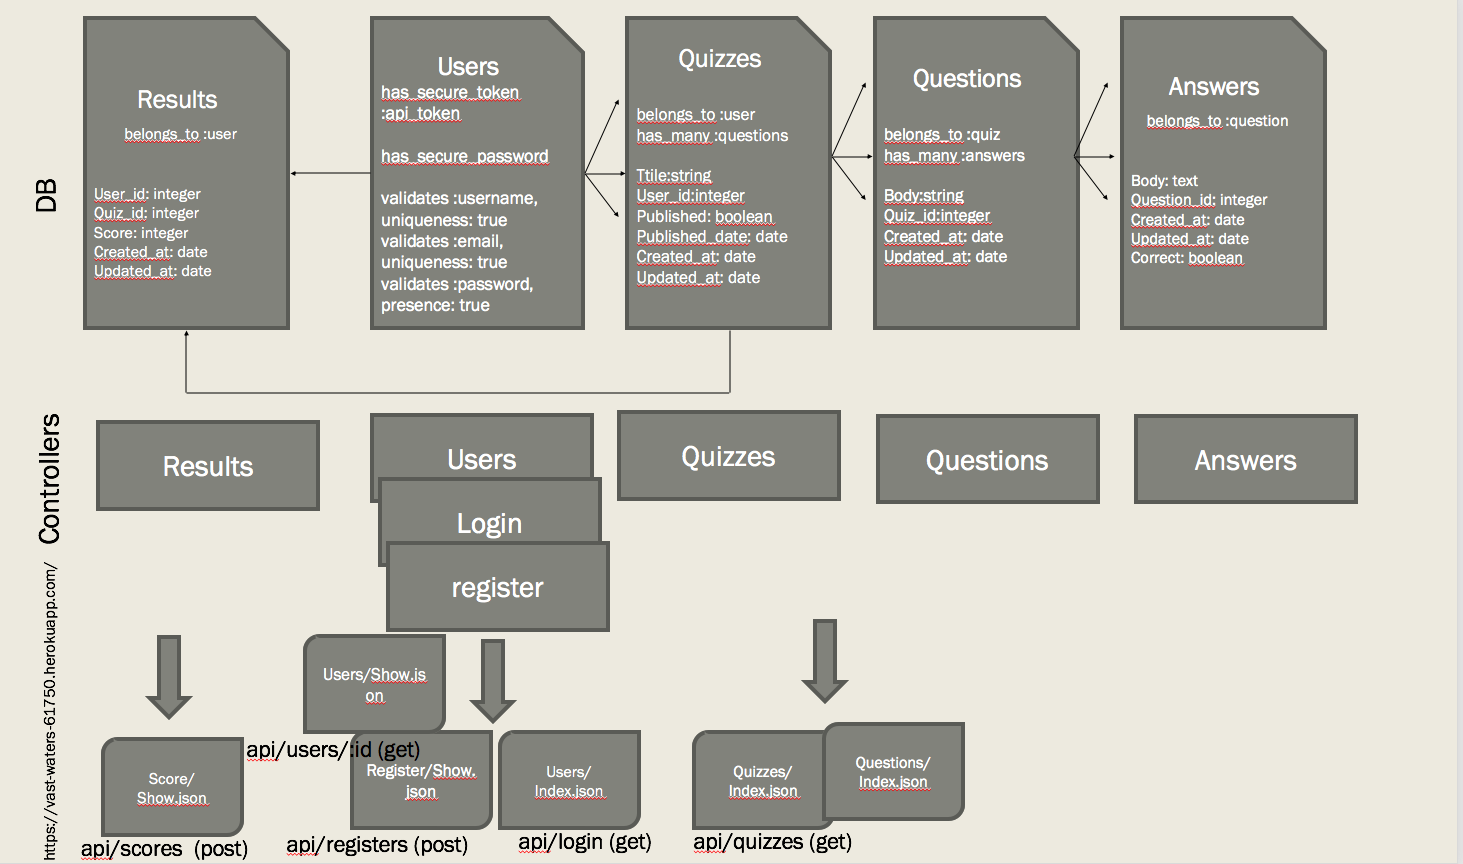 DB
Results
belongs_to :user
User_id: integer
Quiz_id: integer
Score: integer
Created_at: date
Updated_at: date
Users
has_secure_token
:api_token
has_secure_password
validates :username,
uniqueness: true
validates :email,
uniqueness: true
validates :password,
presence: true
Quizzes
belongs_to :user
has_many :questions
Ttile:string
User_id:integer
Published: boolean
Published_date: date
Created_at: date
Updated_at: date
Questions
belongs_to :quiz
has_many :answers
Body:string
Quiz_id:integer
Created_at: date
Updated_at: date
Answers
belongs_to :question
Body: text
Question_id: integer
Created_at: date
Updated_at: date
Correct: boolean
Controllers
Results
Users
Login
register
Quizzes
Questions
Answers
https://vast-waters-61750.herokuapp.com/
Score/
Show.json
api/scores (post)
Users/Show.js
on
api/users/:id (get)
Register/Show.
json
api/registers (post)
Users/
Index.json
api/login (get)
Quizzes/
Index.json
Questions/
Index.json
api/quizzes (get)